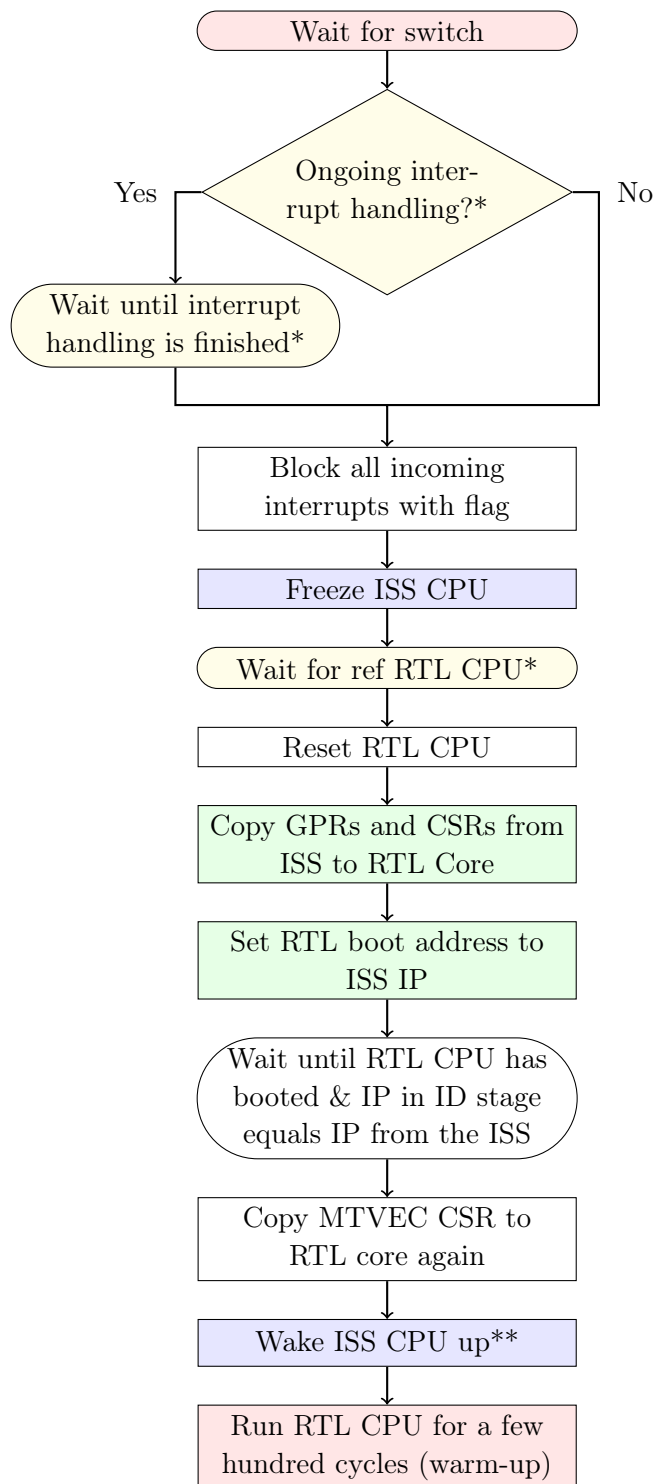 Wait for switch
Ongoing inter-
rupt handling?*
Yes
No
Wait until interrupt
handling is finished*
Block all incoming
interrupts with flag
Freeze ISS CPU
Wait for ref RTL CPU*
Reset RTL CPU
Copy GPRs and CSRs from
ISS to RTL Core
Set RTL boot address to
ISS IP
Wait until RTL CPU has
booted & IP in ID stage
equals IP from the ISS
Copy MTVEC CSR to
RTL core again
Wake ISS CPU up**
Run RTL CPU for a few
hundred cycles (warm-up)